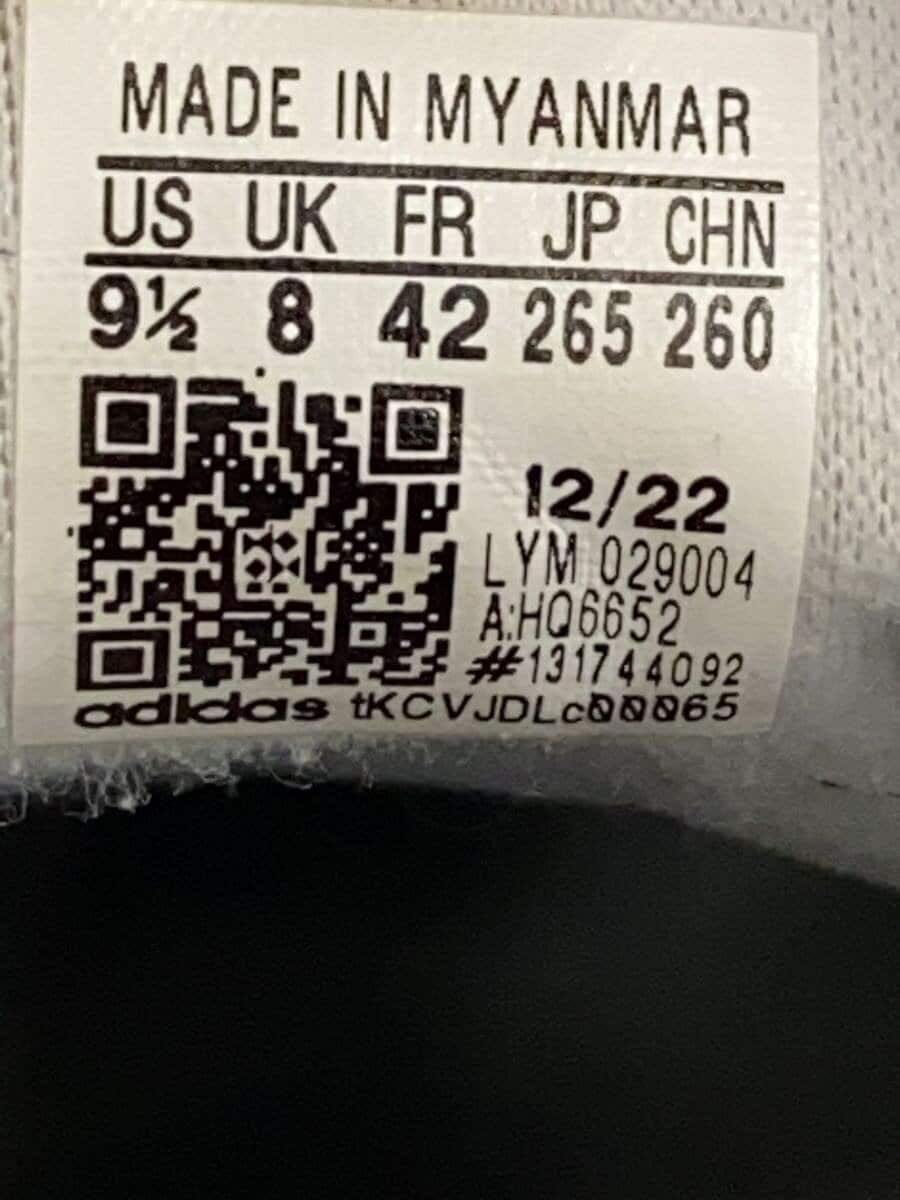 MADE IN MYANMAR
US UK FR JP CHN
9½ 8 42 265 260
12/22
LYM 029004
A:HQ6652
#131744092
adidas tKCVJDLc00065